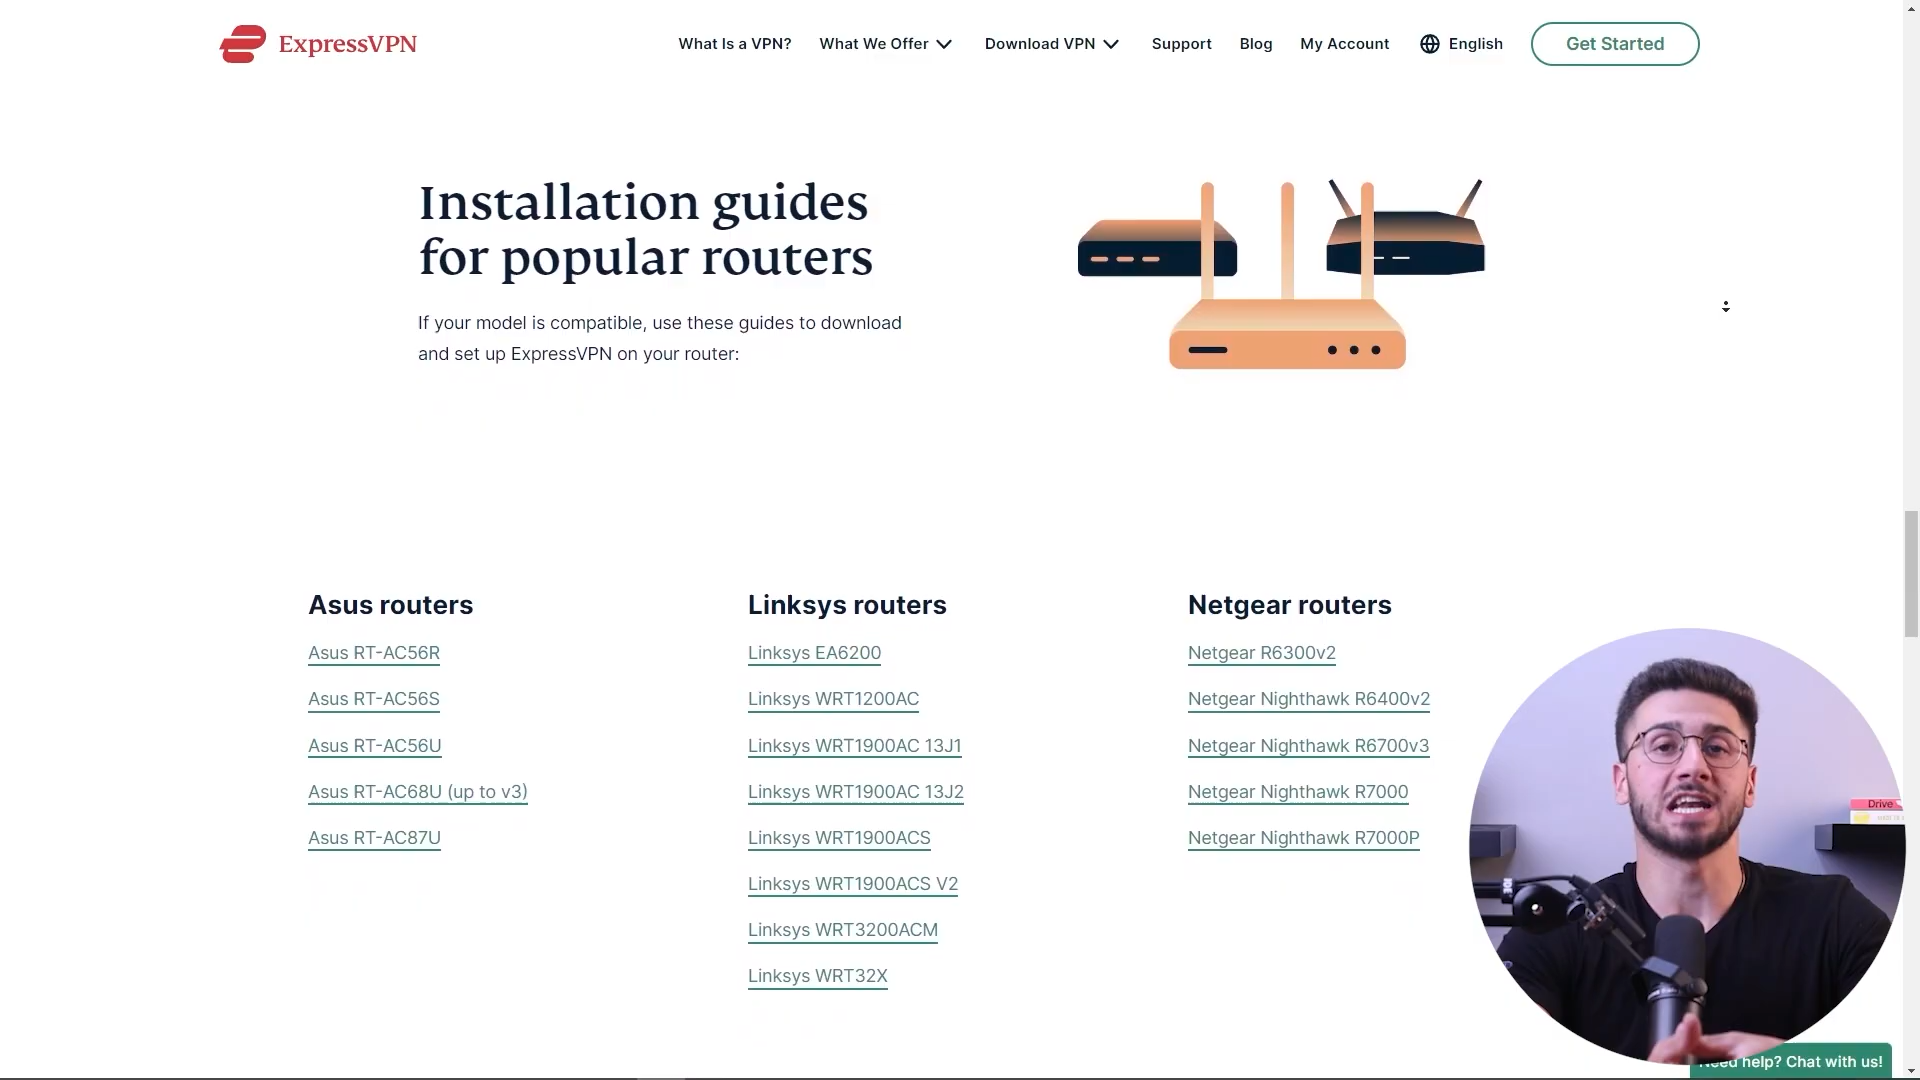 ExpressVPN
What Is a VPN?
What We Offer
Download VPN
Support
Blog
My Account
English
Get Started
Installation guides
for popular routers
If your model is compatible, use these guides to download
and set up ExpressVPN on your router:
Asus routers
Asus RT-AC56R
Asus RT-AC56S
Asus RT-AC56U
Asus RT-AC68U (up to v3)
Asus RT-AC87U
Linksys routers
Linksys EA6200
Linksys WRT1200AC
Linksys WRT1900AC 13J1
Linksys WRT1900AC 13J2
Linksys WRT1900ACS
Linksys WRT1900ACS V2
Linksys WRT3200ACM
Linksys WRT32X
Netgear routers
Netgear R6300v2
Netgear Nighthawk R6400v2
Netgear Nighthawk R6700v3
Netgear Nighthawk R7000
Netgear Nighthawk R7000P
Drive
Need help? Chat with us!